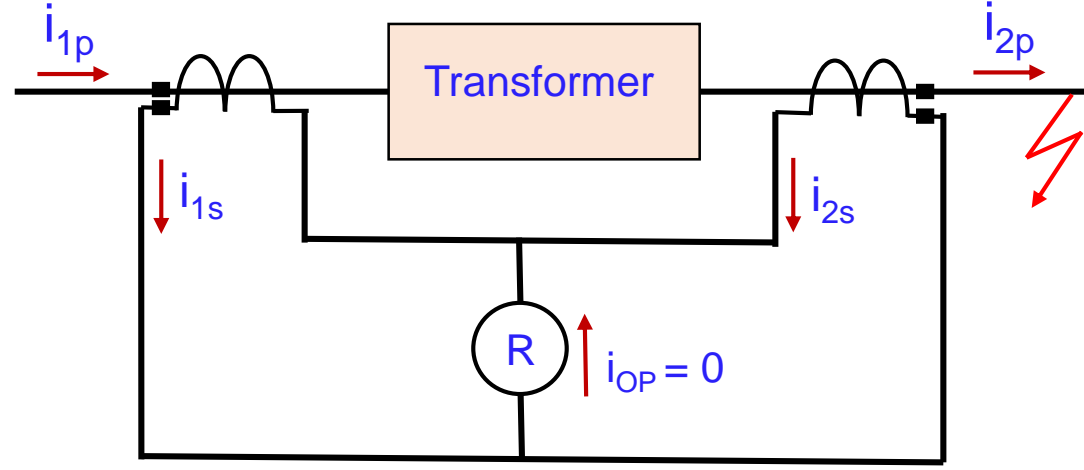 i1p
i2p
Transformer
i1s
i2s
R
iOP = 0